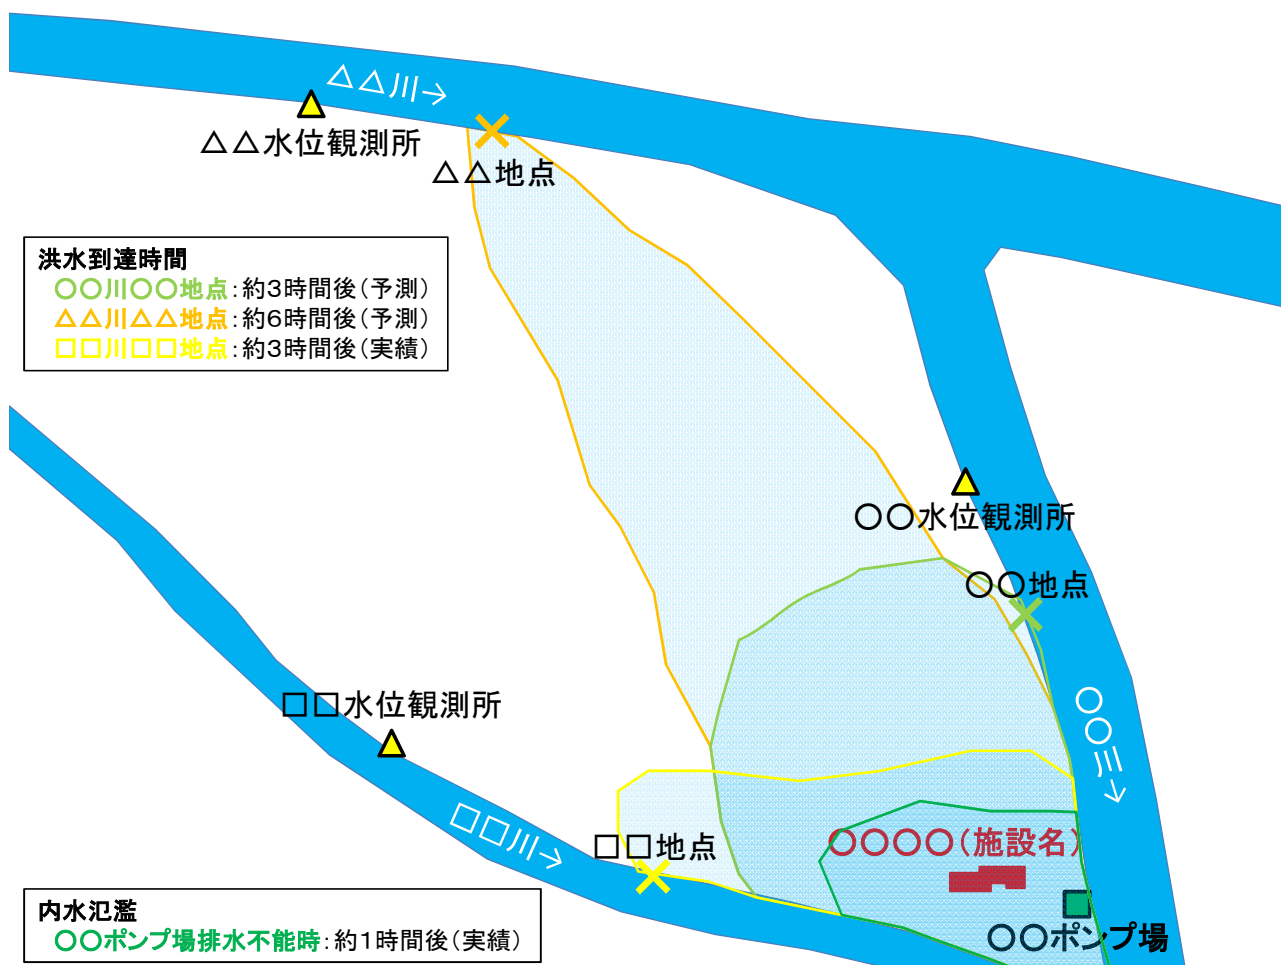 △△川→
△△水位観測所
△△地点
洪水到達時間
○○川○○地点:約3時間後(予測)
△△川△△地点:約6時間後(予測)
□□川□□地点:約3時間後(実績)
○○水位観測所
○○地点
□□水位観測所
○○川→
□□川→
□□地点
○○○○(施設名)
○○ポンプ場
内水氾濫
○○ポンプ場排水不能時:約1時間後(実績)